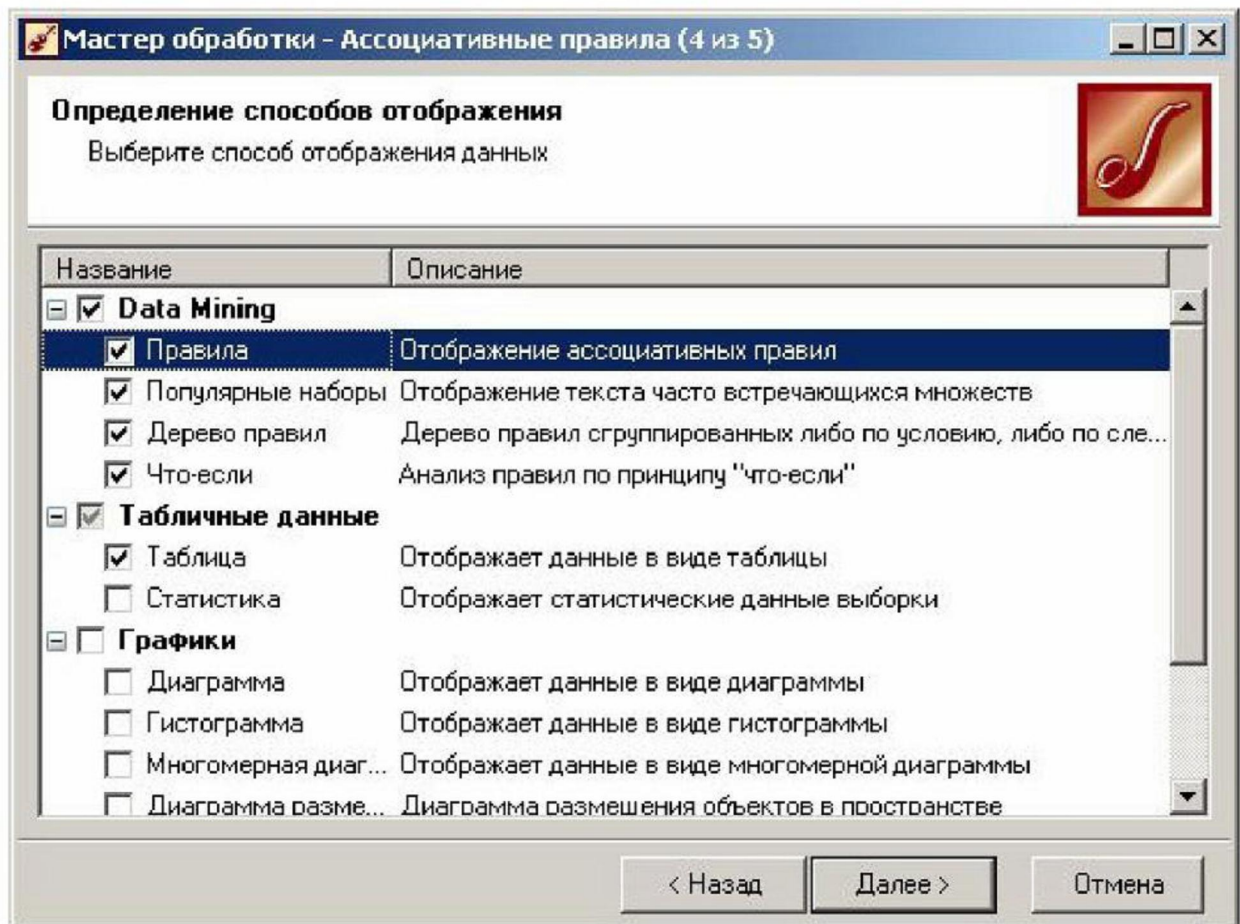 Мастер обработки - Ассоциативные правила (4 из 5)
Определение способов отображения
Выберите способ отображения данных
Название Описание
Data Mining
Правила Отображение ассоциативных правил
Популярные наборы Отображение текста часто встречающихся множеств
Дерево правил Дерево правил сгруппированных либо по условию, либо по сле...
Что-если Анализ правил по принципу "что-если"
Табличные данные
Таблица Отображает данные в виде таблицы
Статистика Отображает статистические данные выборки
Графики
Диаграмма Отображает данные в виде диаграммы
Гистограмма Отображает данные в виде гистограммы
Многомерная диаг... Отображает данные в виде многомерной диаграммы
Диаграмма разме... Диаграмма размещения объектов в пространстве
< Назад Далее > Отмена